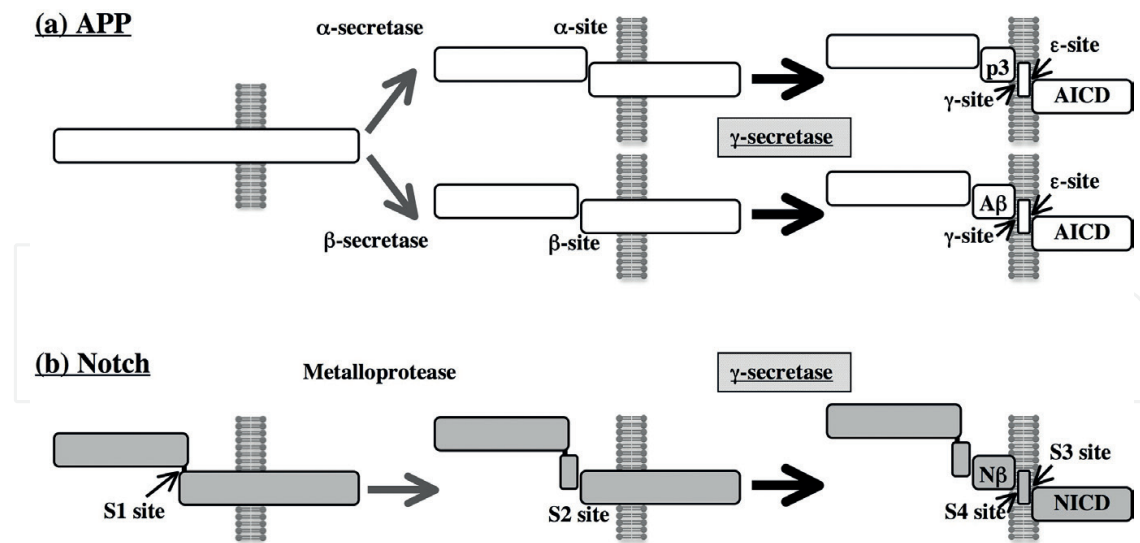 (a) APP
α-secretase
α-site
ε-site
p3
γ-site
AICD
γ-secretase
β-secretase
β-site
ε-site
Aβ
γ-site
AICD
(b) Notch
Metalloprotease
γ-secretase
S1 site
S2 site
S3 site
Nβ
S4 site
NICD